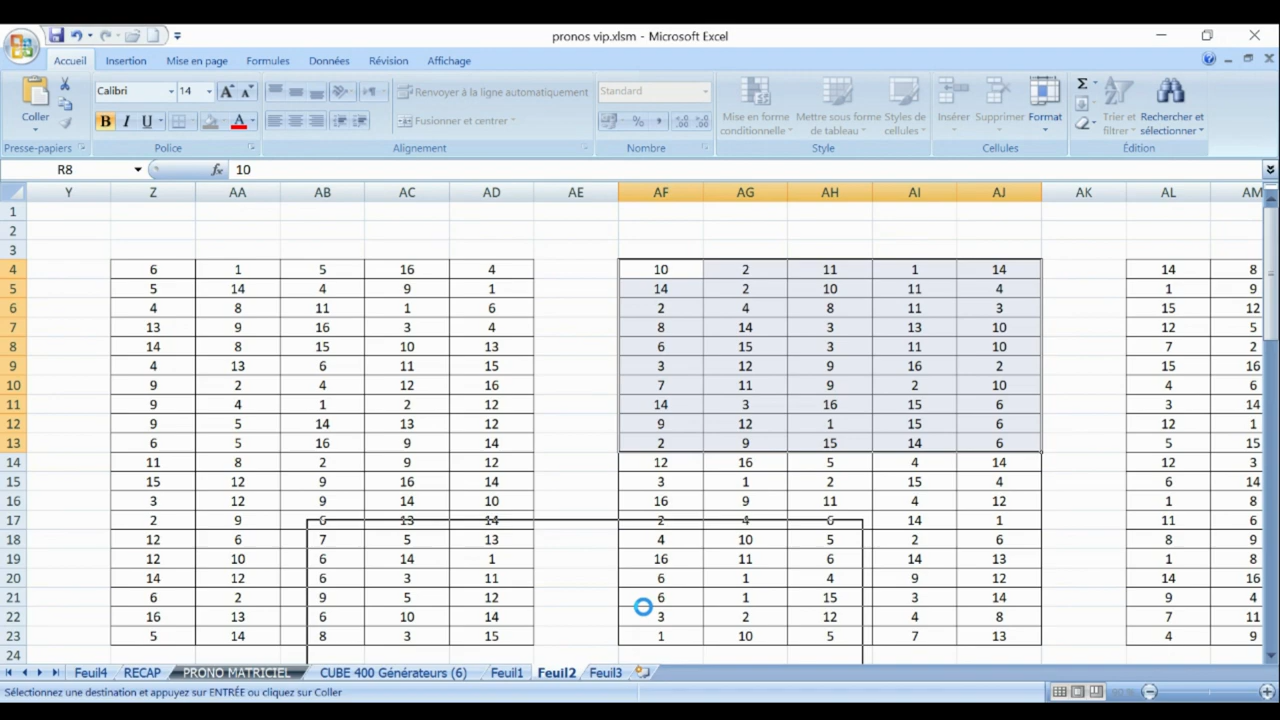 pronos vip.xlsm - Microsoft Excel
Accueil Insertion Mise en page Formules Données Révision Affichage
Coller
Presse-papiers
Calibri 14
B I U A
Police
Renvoyer à la ligne automatiquement
Fusionner et centrer
Alignement
Standard
%
Nombre
Mise en forme conditionnelle
Mettre sous forme de tableau
Styles de cellules
Style
Insérer Supprimer Format
Cellules
Σ
Trier et filtrer
Rechercher et sélectionner
Édition
R8 fx 10
Y Z AA AB AC AD AE AF AG AH AI AJ AK AL AM
1
2
3
4 6 1 5 16 4 10 2 11 1 14 14 8
5 5 14 4 9 1 14 2 10 11 4 1 9
6 4 8 11 1 6 2 4 8 11 3 15 12
7 13 9 16 3 4 8 14 3 13 10 12 5
8 14 8 15 10 13 6 15 3 11 10 7 2
9 4 13 6 11 15 3 12 9 16 2 15 16
10 9 2 4 12 16 7 11 9 2 10 4 6
11 9 4 1 2 12 14 3 16 15 6 3 14
12 9 5 14 13 12 9 12 1 15 6 12 1
13 6 5 16 9 14 2 9 15 14 6 5 15
14 11 8 2 9 12 12 16 5 4 14 12 3
15 15 12 9 16 14 3 1 2 15 4 6 14
16 3 12 9 14 10 16 9 11 4 12 1 8
17 2 9 6 13 14 2 4 6 14 1 11 6
18 12 6 7 5 13 4 10 5 2 6 8 9
19 12 10 6 14 1 16 11 6 14 13 1 8
20 14 12 6 3 11 6 1 4 9 12 14 16
21 6 2 9 5 12 6 1 15 3 14 9 4
22 16 13 6 10 14 3 2 12 4 8 7 11
23 5 14 8 3 15 1 10 5 7 13 4 9
24
Feuil4 RECAP PRONO MATRICIEL CUBE 400 Générateurs (6) Feuil1 Feuil2 Feuil3
Sélectionnez une destination et appuyez sur ENTRÉE ou cliquez sur Coller